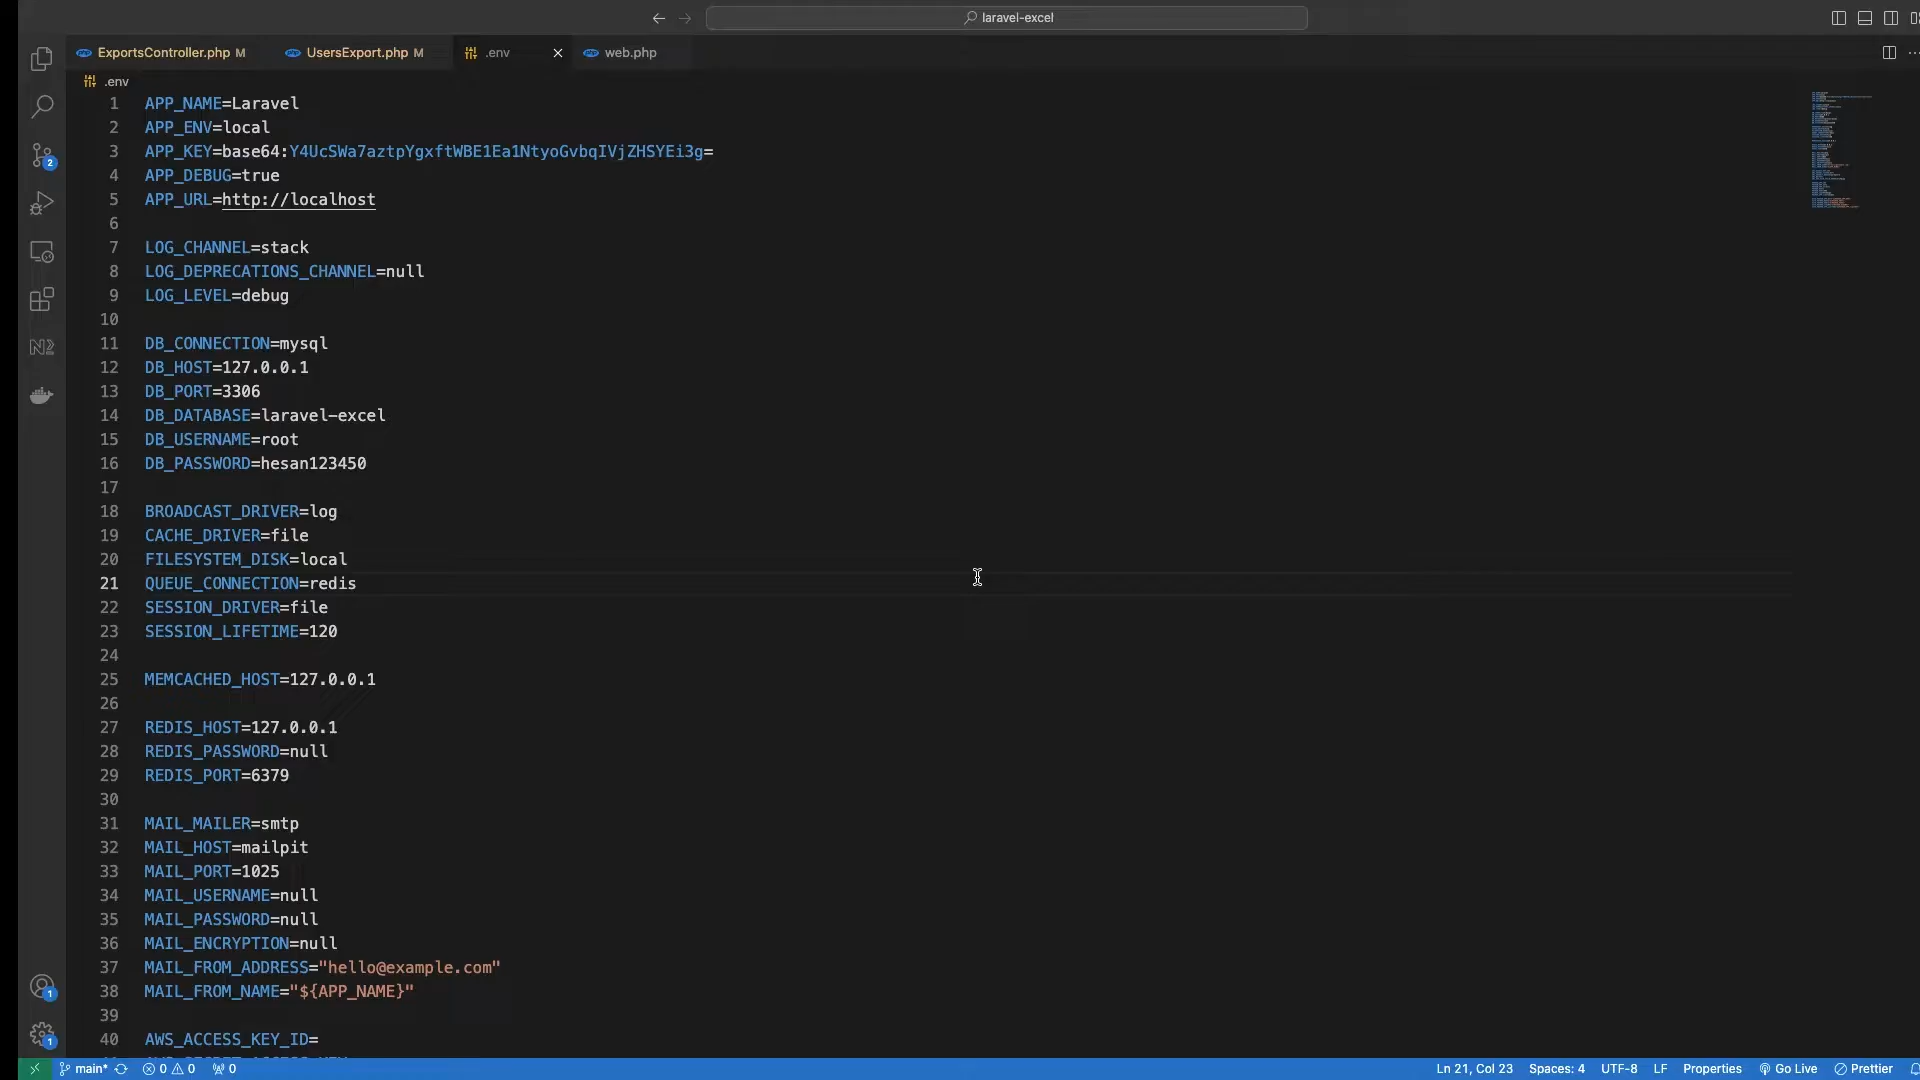 laravel-excel
ExportsController.php M
UsersExport.php M
.env
web.php
.env
1 APP_NAME=Laravel
2 APP_ENV=local
3 APP_KEY=base64:Y4UcSWa7aztpYgxftWBE1Ea1NtyoGvbqIVjZHSYEi3g=
4 APP_DEBUG=true
5 APP_URL=http://localhost
6
7 LOG_CHANNEL=stack
8 LOG_DEPRECATIONS_CHANNEL=null
9 LOG_LEVEL=debug
10
11 DB_CONNECTION=mysql
12 DB_HOST=127.0.0.1
13 DB_PORT=3306
14 DB_DATABASE=laravel-excel
15 DB_USERNAME=root
16 DB_PASSWORD=hesan123450
17
18 BROADCAST_DRIVER=log
19 CACHE_DRIVER=file
20 FILESYSTEM_DISK=local
21 QUEUE_CONNECTION=redis
22 SESSION_DRIVER=file
23 SESSION_LIFETIME=120
24
25 MEMCACHED_HOST=127.0.0.1
26
27 REDIS_HOST=127.0.0.1
28 REDIS_PASSWORD=null
29 REDIS_PORT=6379
30
31 MAIL_MAILER=smtp
32 MAIL_HOST=mailpit
33 MAIL_PORT=1025
34 MAIL_USERNAME=null
35 MAIL_PASSWORD=null
36 MAIL_ENCRYPTION=null
37 MAIL_FROM_ADDRESS="hello@example.com"
38 MAIL_FROM_NAME="${APP_NAME}"
39
40 AWS_ACCESS_KEY_ID=
2
N2
1
1
main* 0 0 0 Ln 21, Col 23 Spaces: 4 UTF-8 LF Properties Go Live Prettier